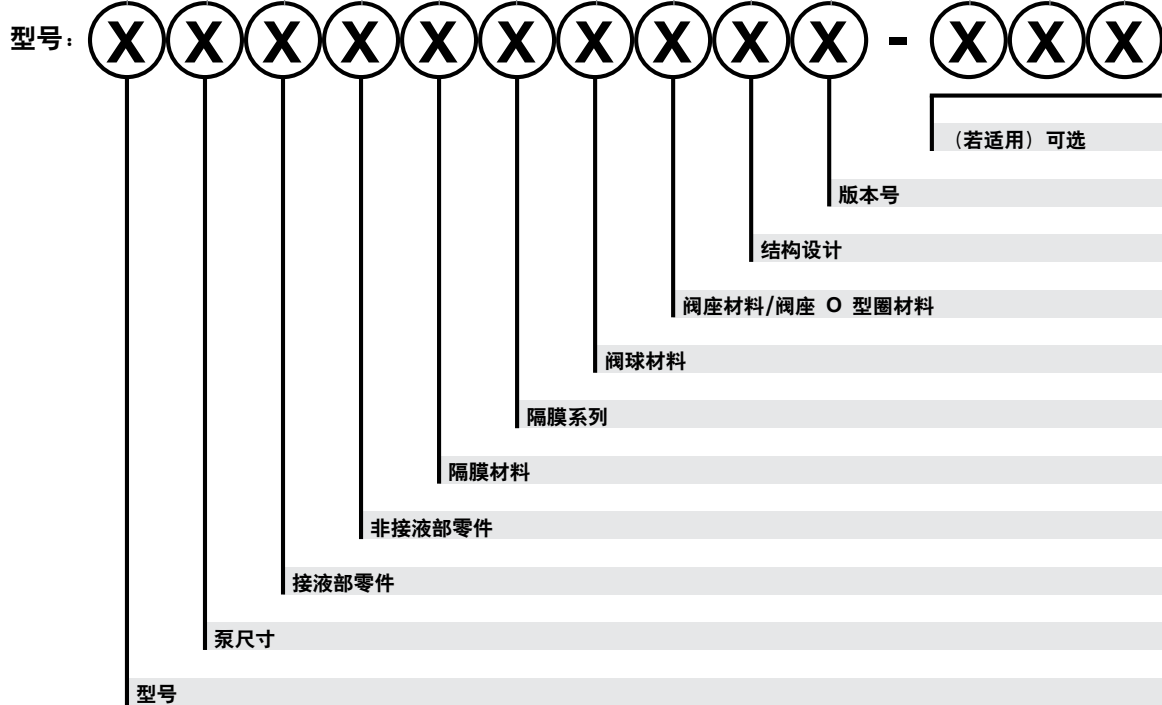 型号： X X X X X X X X X X - X X X
（若适用）可选
版本号
结构设计
阀座材料/阀座 O 型圈材料
阀球材料
隔膜系列
隔膜材料
非接液部零件
接液部零件
泵尺寸
型号